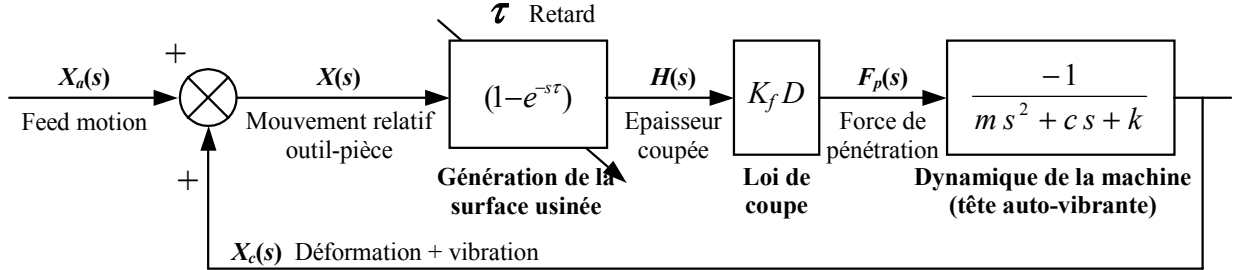 τ Retard
+
X_a(s)
Feed motion
X(s)
Mouvement relatif
outil-pièce
(1−e^{−sτ})
H(s)
Epaisseur
coupée
K_f D
F_p(s)
Force de
pénétration
−1
m s² + c s + k
+
Génération de la
surface usinée
Loi de
coupe
Dynamique de la machine
(tête auto-vibrante)
X_c(s) Déformation + vibration